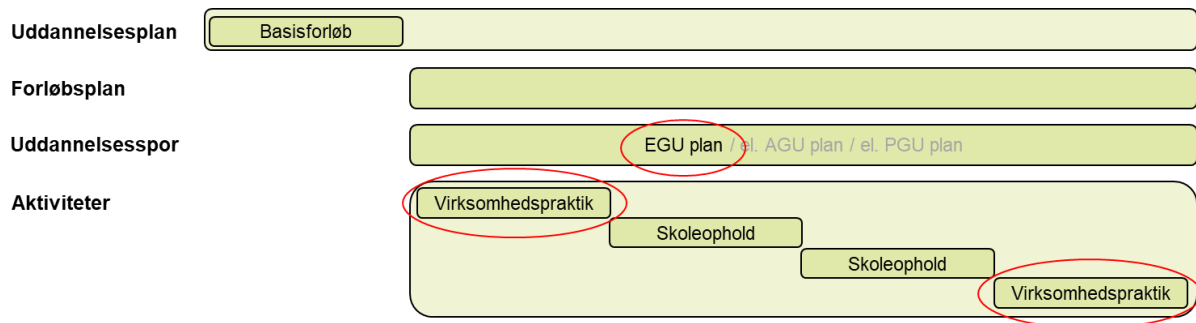 Uddannelsesplan Basisforløb
Forløbsplan
Uddannelsesspor EGU plan / el. AGU plan / el. PGU plan
Aktiviteter Virksomhedspraktik
Skoleophold
Skoleophold
Virksomhedspraktik